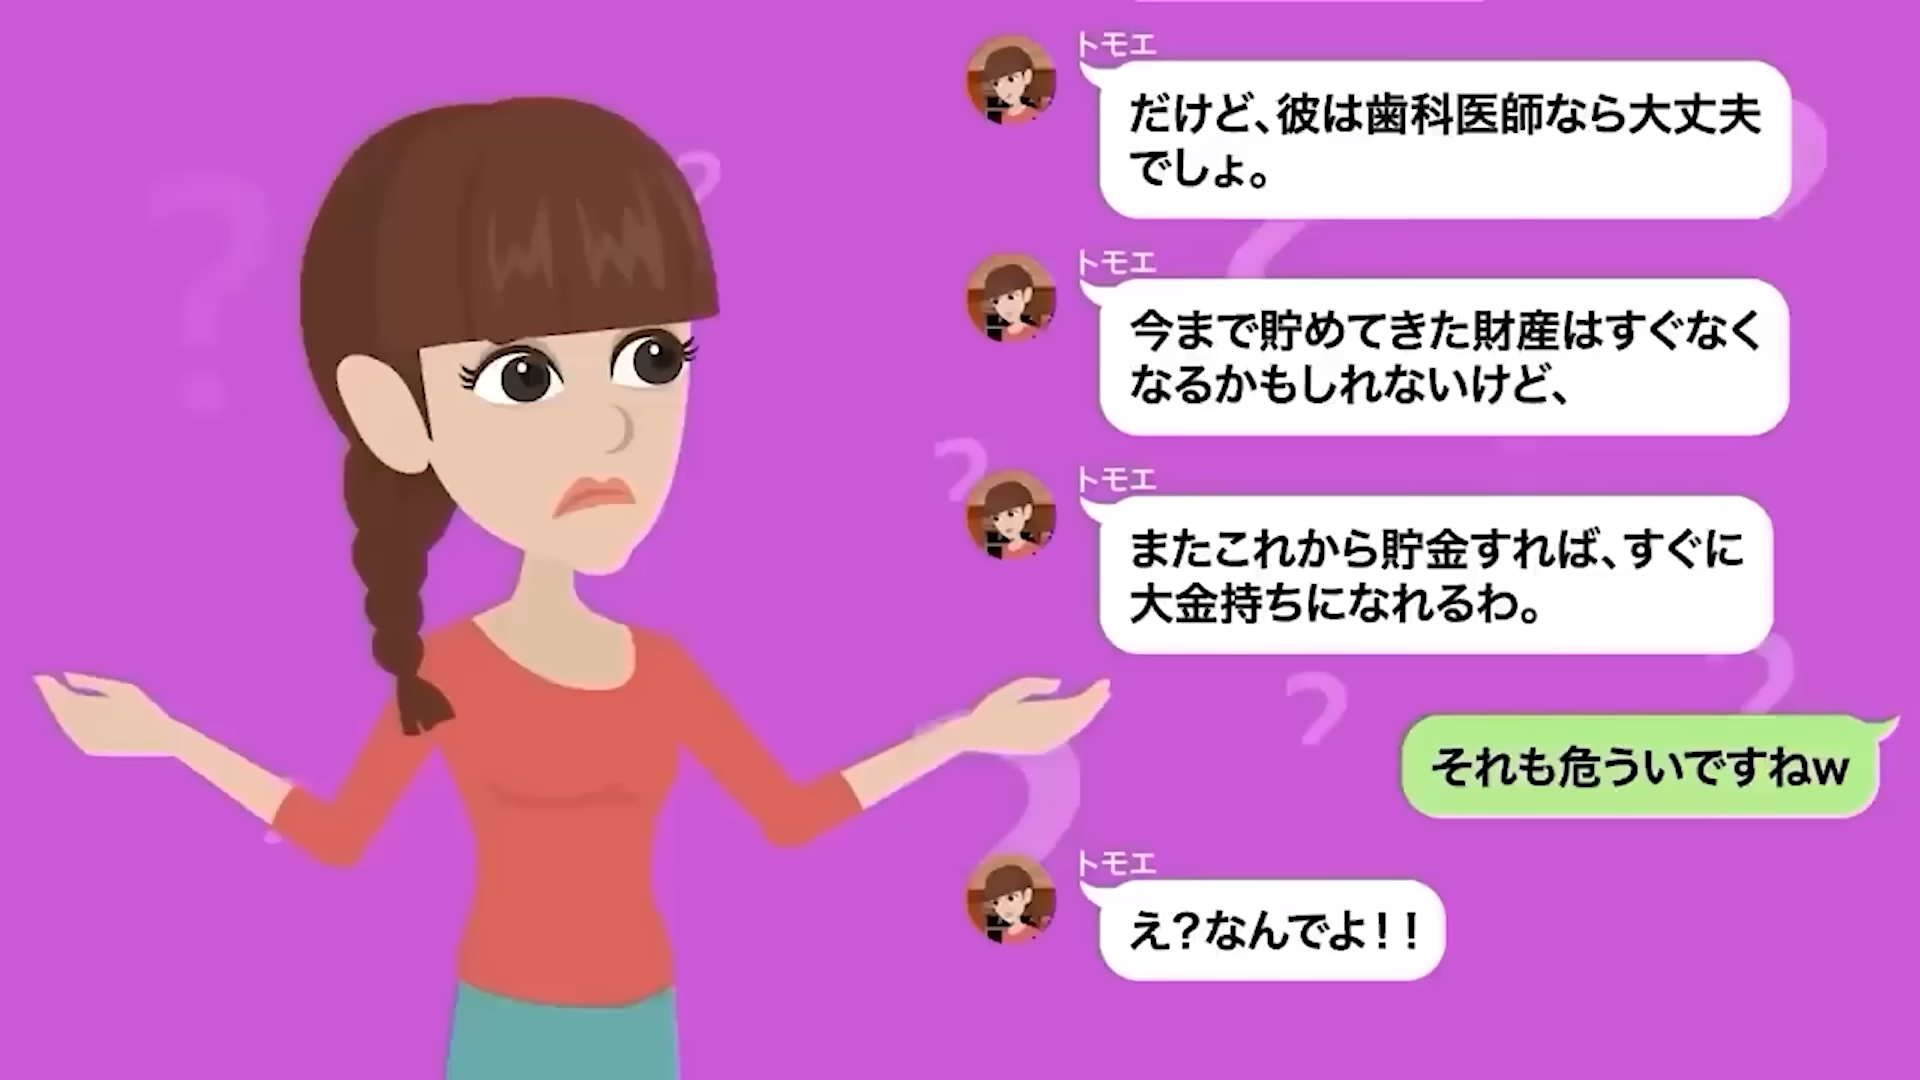 トモエ
だけど、彼は歯科医師なら大丈夫
でしょ。
トモエ
今まで貯めてきた財産はすぐなく
なるかもしれないけど、
トモエ
またこれから貯金すれば、すぐに
大金持ちになれるわ。
それも危ういですねw
トモエ
え?なんでよ!!